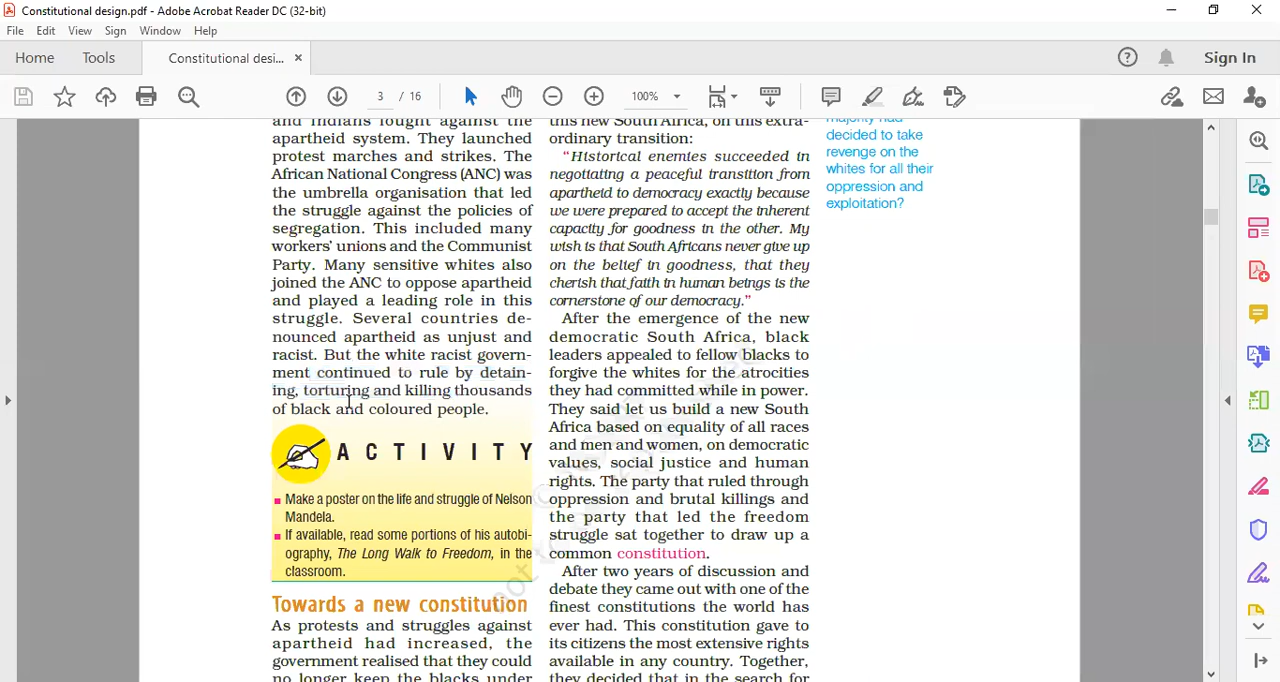 Constitutional design.pdf - Adobe Acrobat Reader DC (32-bit)
File Edit View Sign Window Help
Home Tools Constitutional desi... × Sign In
3 / 16 100%
and Indians fought against the
apartheid system. They launched
protest marches and strikes. The
African National Congress (ANC) was
the umbrella organisation that led
the struggle against the policies of
segregation. This included many
workers' unions and the Communist
Party. Many sensitive whites also
joined the ANC to oppose apartheid
and played a leading role in this
struggle. Several countries de-
nounced apartheid as unjust and
racist. But the white racist govern-
ment continued to rule by detain-
ing, torturing and killing thousands
of black and coloured people.
ACTIVITY
Make a poster on the life and struggle of Nelson
Mandela.
If available, read some portions of his autobi-
ography, The Long Walk to Freedom, in the
classroom.
Towards a new constitution
As protests and struggles against
apartheid had increased, the
government realised that they could
no longer keep the blacks under
this new South Africa, on this extra-
ordinary transition:
“Historical enemies succeeded in
negotiating a peaceful transition from
apartheid to democracy exactly because
we were prepared to accept the inherent
capacity for goodness in the other. My
wish is that South Africans never give up
on the belief in goodness, that they
cherish that faith in human beings is the
cornerstone of our democracy.”
After the emergence of the new
democratic South Africa, black
leaders appealed to fellow blacks to
forgive the whites for the atrocities
they had committed while in power.
They said let us build a new South
Africa based on equality of all races
and men and women, on democratic
values, social justice and human
rights. The party that ruled through
oppression and brutal killings and
the party that led the freedom
struggle sat together to draw up a
common constitution.
After two years of discussion and
debate they came out with one of the
finest constitutions the world has
ever had. This constitution gave to
its citizens the most extensive rights
available in any country. Together,
they decided that in the search for
majority had
decided to take
revenge on the
whites for all their
oppression and
exploitation?